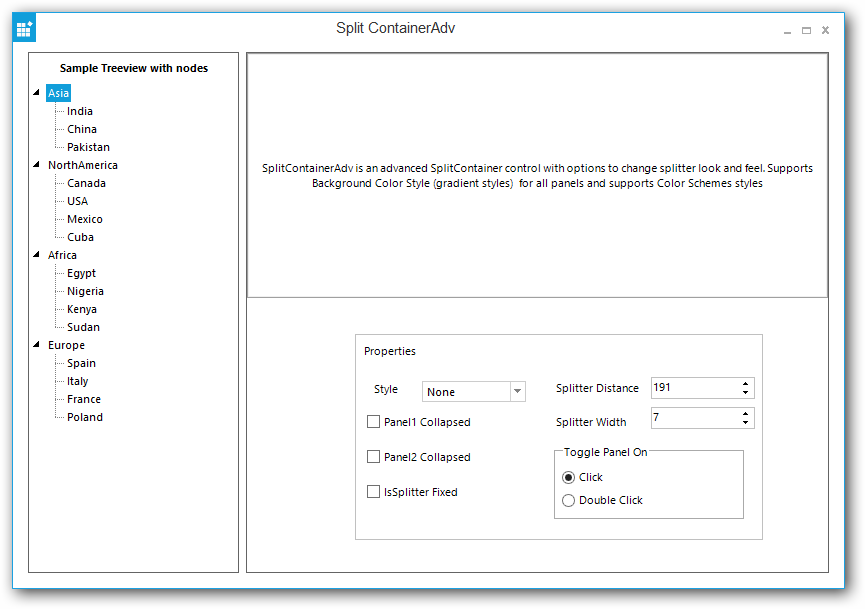 Split ContainerAdv
Sample Treeview with nodes
Asia
India
China
Pakistan
NorthAmerica
Canada
USA
Mexico
Cuba
Africa
Egypt
Nigeria
Kenya
Sudan
Europe
Spain
Italy
France
Poland
SplitContainerAdv is an advanced SplitContainer control with options to change splitter look and feel. Supports
Background Color Style (gradient styles)  for all panels and supports Color Schemes styles
Properties
Style None
Panel1 Collapsed
Panel2 Collapsed
IsSplitter Fixed
Splitter Distance 191
Splitter Width 7
Toggle Panel On
Click
Double Click